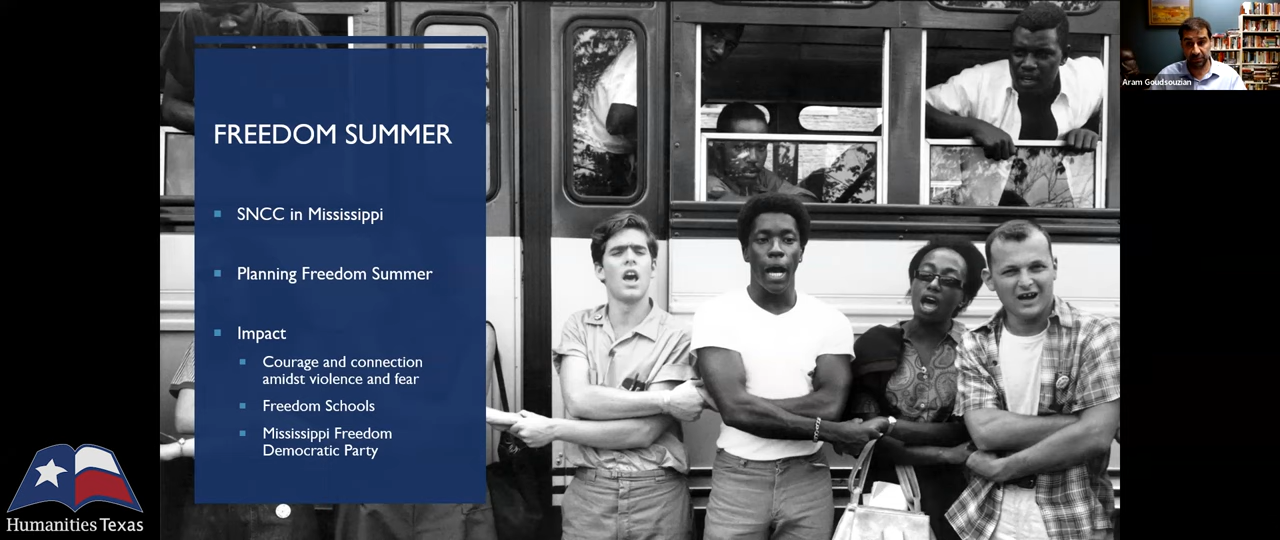 FREEDOM SUMMER
SNCC in Mississippi
Planning Freedom Summer
Impact
Courage and connection
amidst violence and fear
Freedom Schools
Mississippi Freedom
Democratic Party
Aram Goudsouzian
Humanities Texas